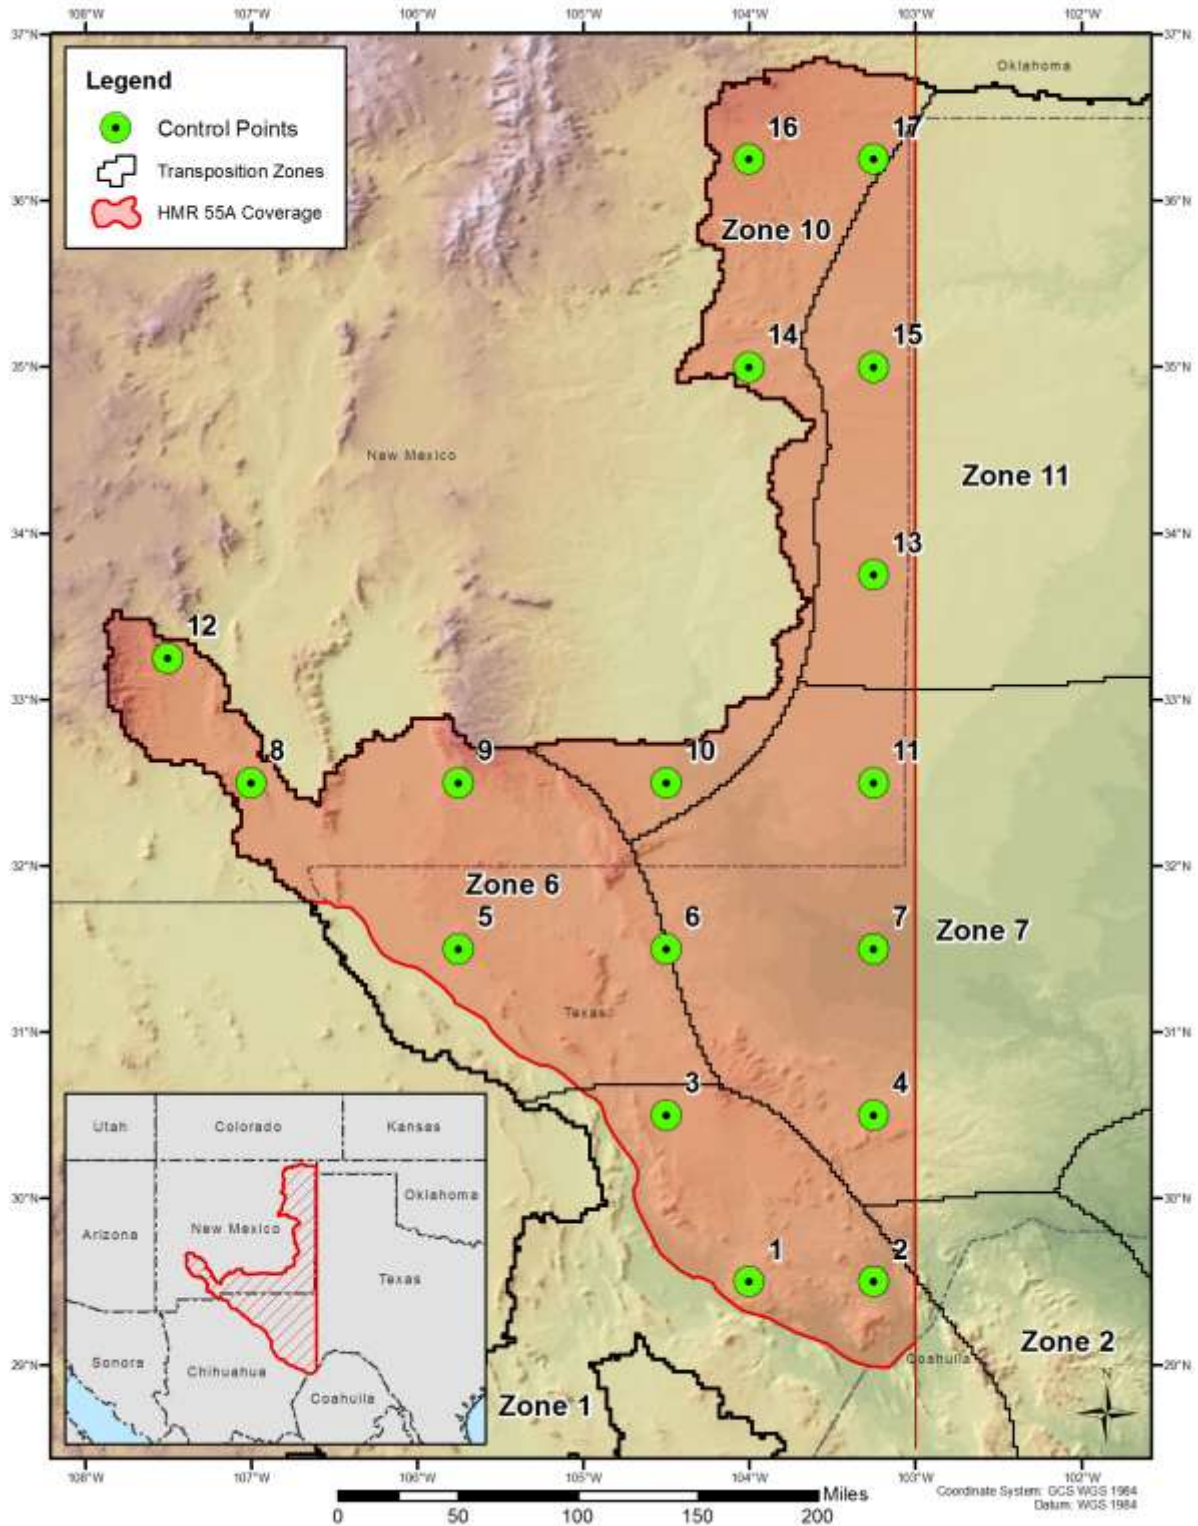 108°W 107°W 106°W 105°W 104°W 103°W 102°W
37°N 37°N
Legend
Control Points
Transposition Zones
HMR 55A Coverage
Oklahoma
16 17
36°N 36°N
Zone 10
14 15
35°N 35°N
New Mexico
Zone 11
34°N 34°N
13
12
33°N 33°N
8 9 10 11
32°N 32°N
Zone 6
5 6 7
Zone 7
Texas
31°N 31°N
3 4
30°N 30°N
1 2
Zone 2
29°N 29°N
Coahuila
Zone 1
N
Utah Colorado Kansas
Oklahoma
Arizona New Mexico
Texas
Sonora
Chihuahua
Coahuila
108°W 107°W 106°W 105°W 104°W 103°W 102°W
Miles
0 50 100 150 200
Coordinate System: GCS WGS 1984
Datum: WGS 1984